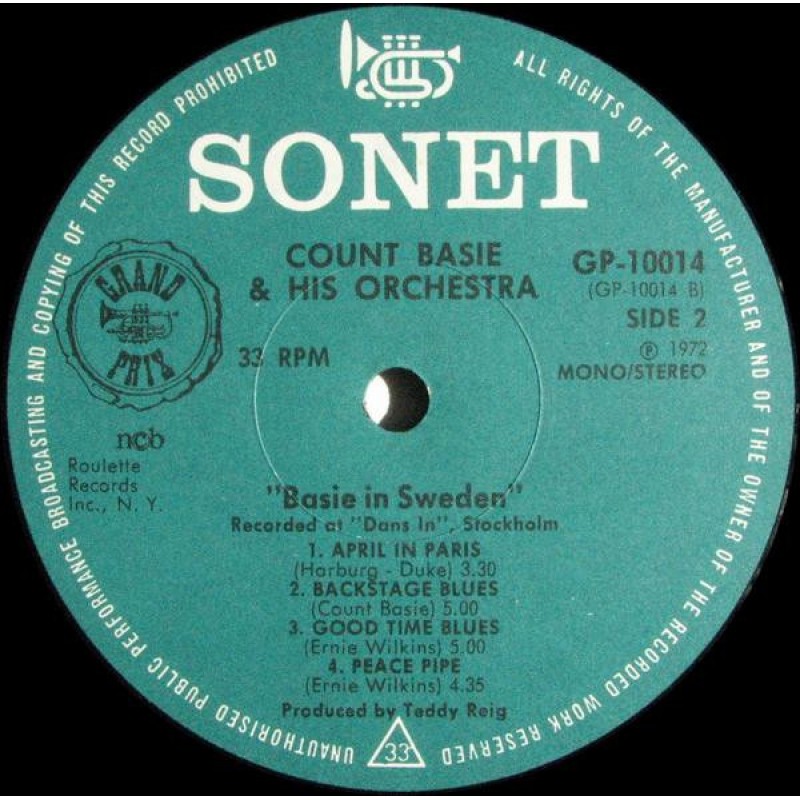 UNAUTHORISED PUBLIC PERFORMANCE BROADCASTING AND COPYING OF THIS RECORD PROHIBITED
ALL RIGHTS OF THE MANUFACTURER AND OF THE OWNER OF THE RECORDED WORK RESERVED
SONET
COUNT BASIE
& HIS ORCHESTRA
GP-10014
(GP-10014 B)
SIDE 2
℗ 1972
MONO/STEREO
GRAND
PRIX
33 RPM
ncb
Roulette
Records
Inc., N. Y.
"Basie in Sweden"
Recorded at "Dans In", Stockholm
1. APRIL IN PARIS
(Harburg - Duke) 3.30
2. BACKSTAGE BLUES
(Count Basie) 5.00
3. GOOD TIME BLUES
(Ernie Wilkins) 5.00
4. PEACE PIPE
(Ernie Wilkins) 4.35
Produced by Teddy Reig
33